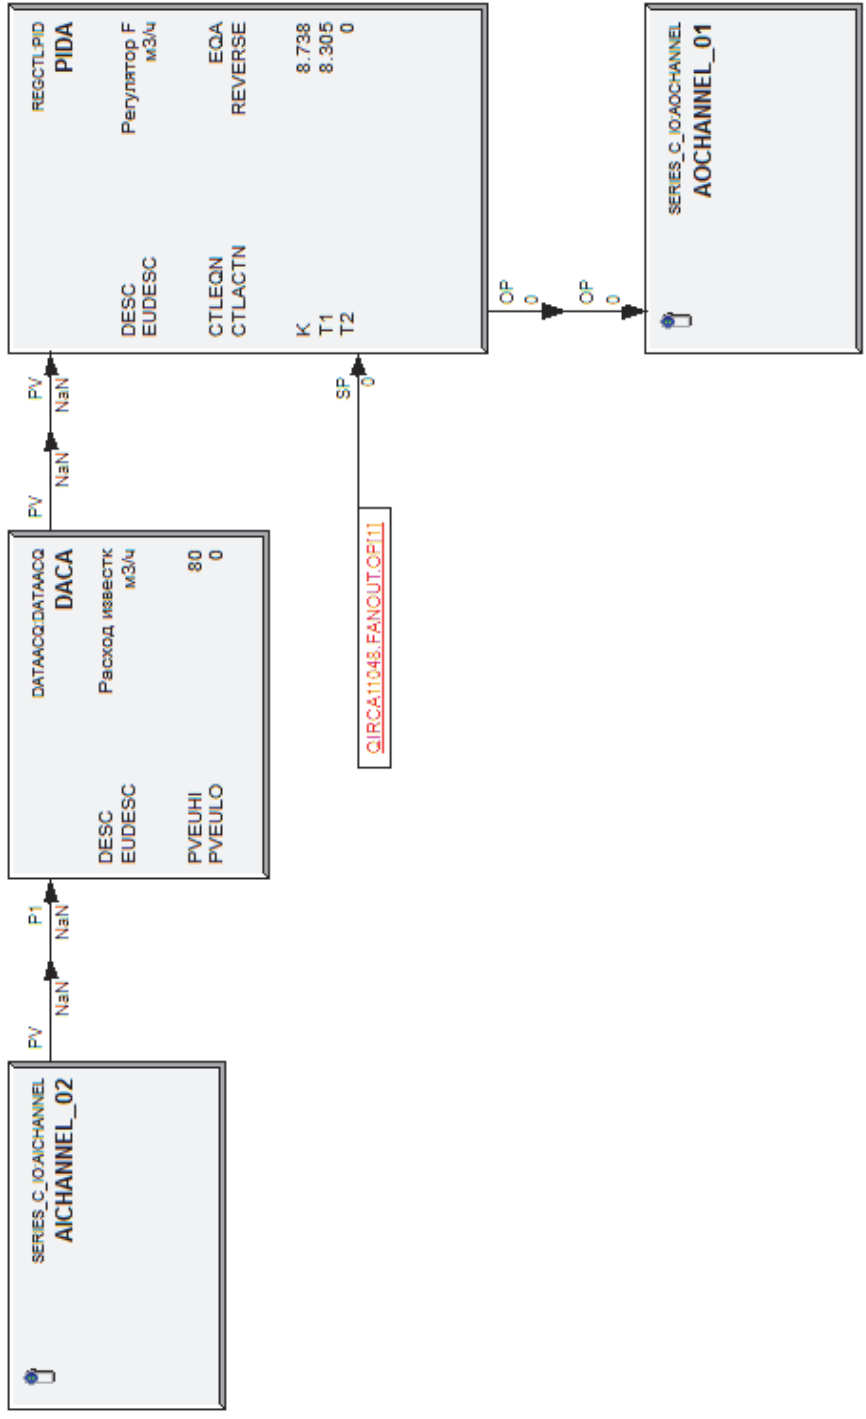 SERIES_C_IO:AICHANNEL
AICHANNEL_02
PV
NaN
P1
NaN
DATAACQ:DATAACQ
DACA
DESC Расход известк
EUDESC м3/ч
PVEUHI 80
PVEULO 0
PV
NaN
PV
NaN
REGCTL:PID
PIDA
DESC Регулятор F
EUDESC м3/ч
CTLEQN EQA
CTLACTN REVERSE
K 8.738
T1 8.305
T2 0
QIRCA11048.FANOUT.OP[1]
SP
0
OP
0
OP
0
SERIES_C_IO:AOCHANNEL
AOCHANNEL_01